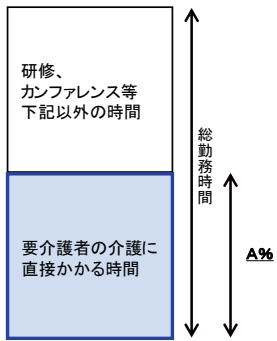 研修、
カンファレンス等
下記以外の時間
総勤務時間
要介護者の介護に
直接かかる時間
A%